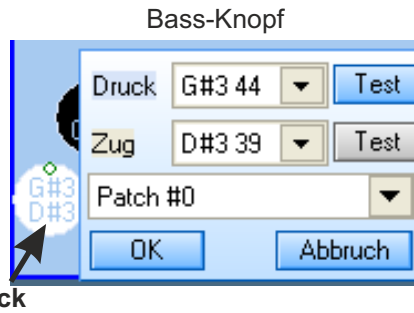 Bass-Knopf
Druck G#3 44 Test
Zug D#3 39 Test
G#3
D#3
Patch #0
OK Abbruch
ck